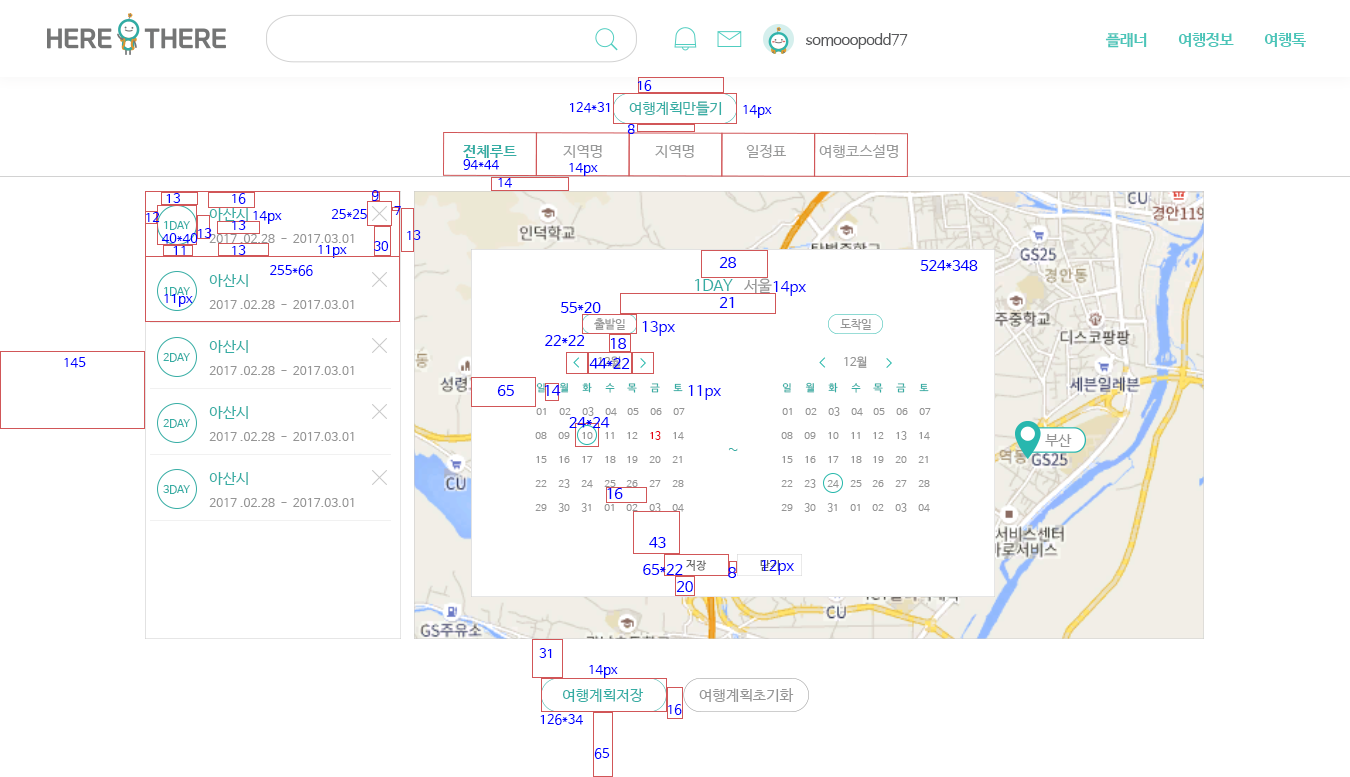 HERE THERE
somooopodd77
플래너 여행정보 여행톡
16
124*31 여행계획만들기 14px
8
전체루트 지역명 지역명 일정표 여행코스설명
94*44 14px
14
13 16 9
12 아산시 14px 25*25 7
1DAY 13 13
40*40 2017 .02.28 - 2017.03.01 30 13
11 13 11px
255*66
1DAY 아산시
11px 2017 .02.28 - 2017.03.01
2DAY 아산시
2017 .02.28 - 2017.03.01
2DAY 아산시
2017 .02.28 - 2017.03.01
3DAY 아산시
2017 .02.28 - 2017.03.01
145
인덕학교
CU
경안119
GS25
경안동
주중학교
디스코팡팡
세븐일레븐
동
성령
CU
부산
역동
GS25
서비스센터
바로서비스
CU
GS주유소
28 524*348
1DAY 서울 14px
21
55*20
출발일 13px 도착일
22*22 18
44*22 12월
65 14 일 월 화 수 목 금 토 11px
01 02 03 04 05 06 07
24*24
08 09 10 11 12 13 14
15 16 17 18 19 20 21
22 23 24 25 26 27 28
29 30 31 01 02 03 04
~
일 월 화 수 목 금 토
01 02 03 04 05 06 07
08 09 10 11 12 13 14
15 16 17 18 19 20 21
22 23 24 25 26 27 28
29 30 31 01 02 03 04
16
43
65*22 저장 8 12px
20
31
14px
여행계획저장 16 여행계획초기화
126*34
65